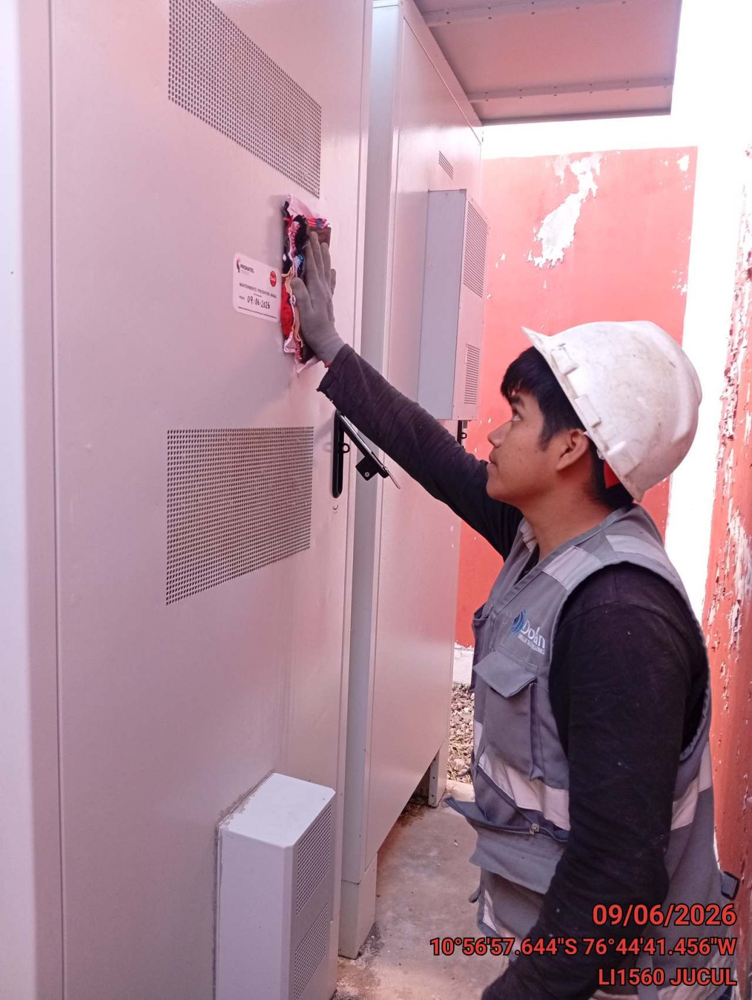 PRONATEL
MANTENIMIENTO PREVENTIVO ANUAL
09/06/2026
Dolan
09/06/2026
10°56'57.644"S 76°44'41.456"W
LI1560 JUCUL